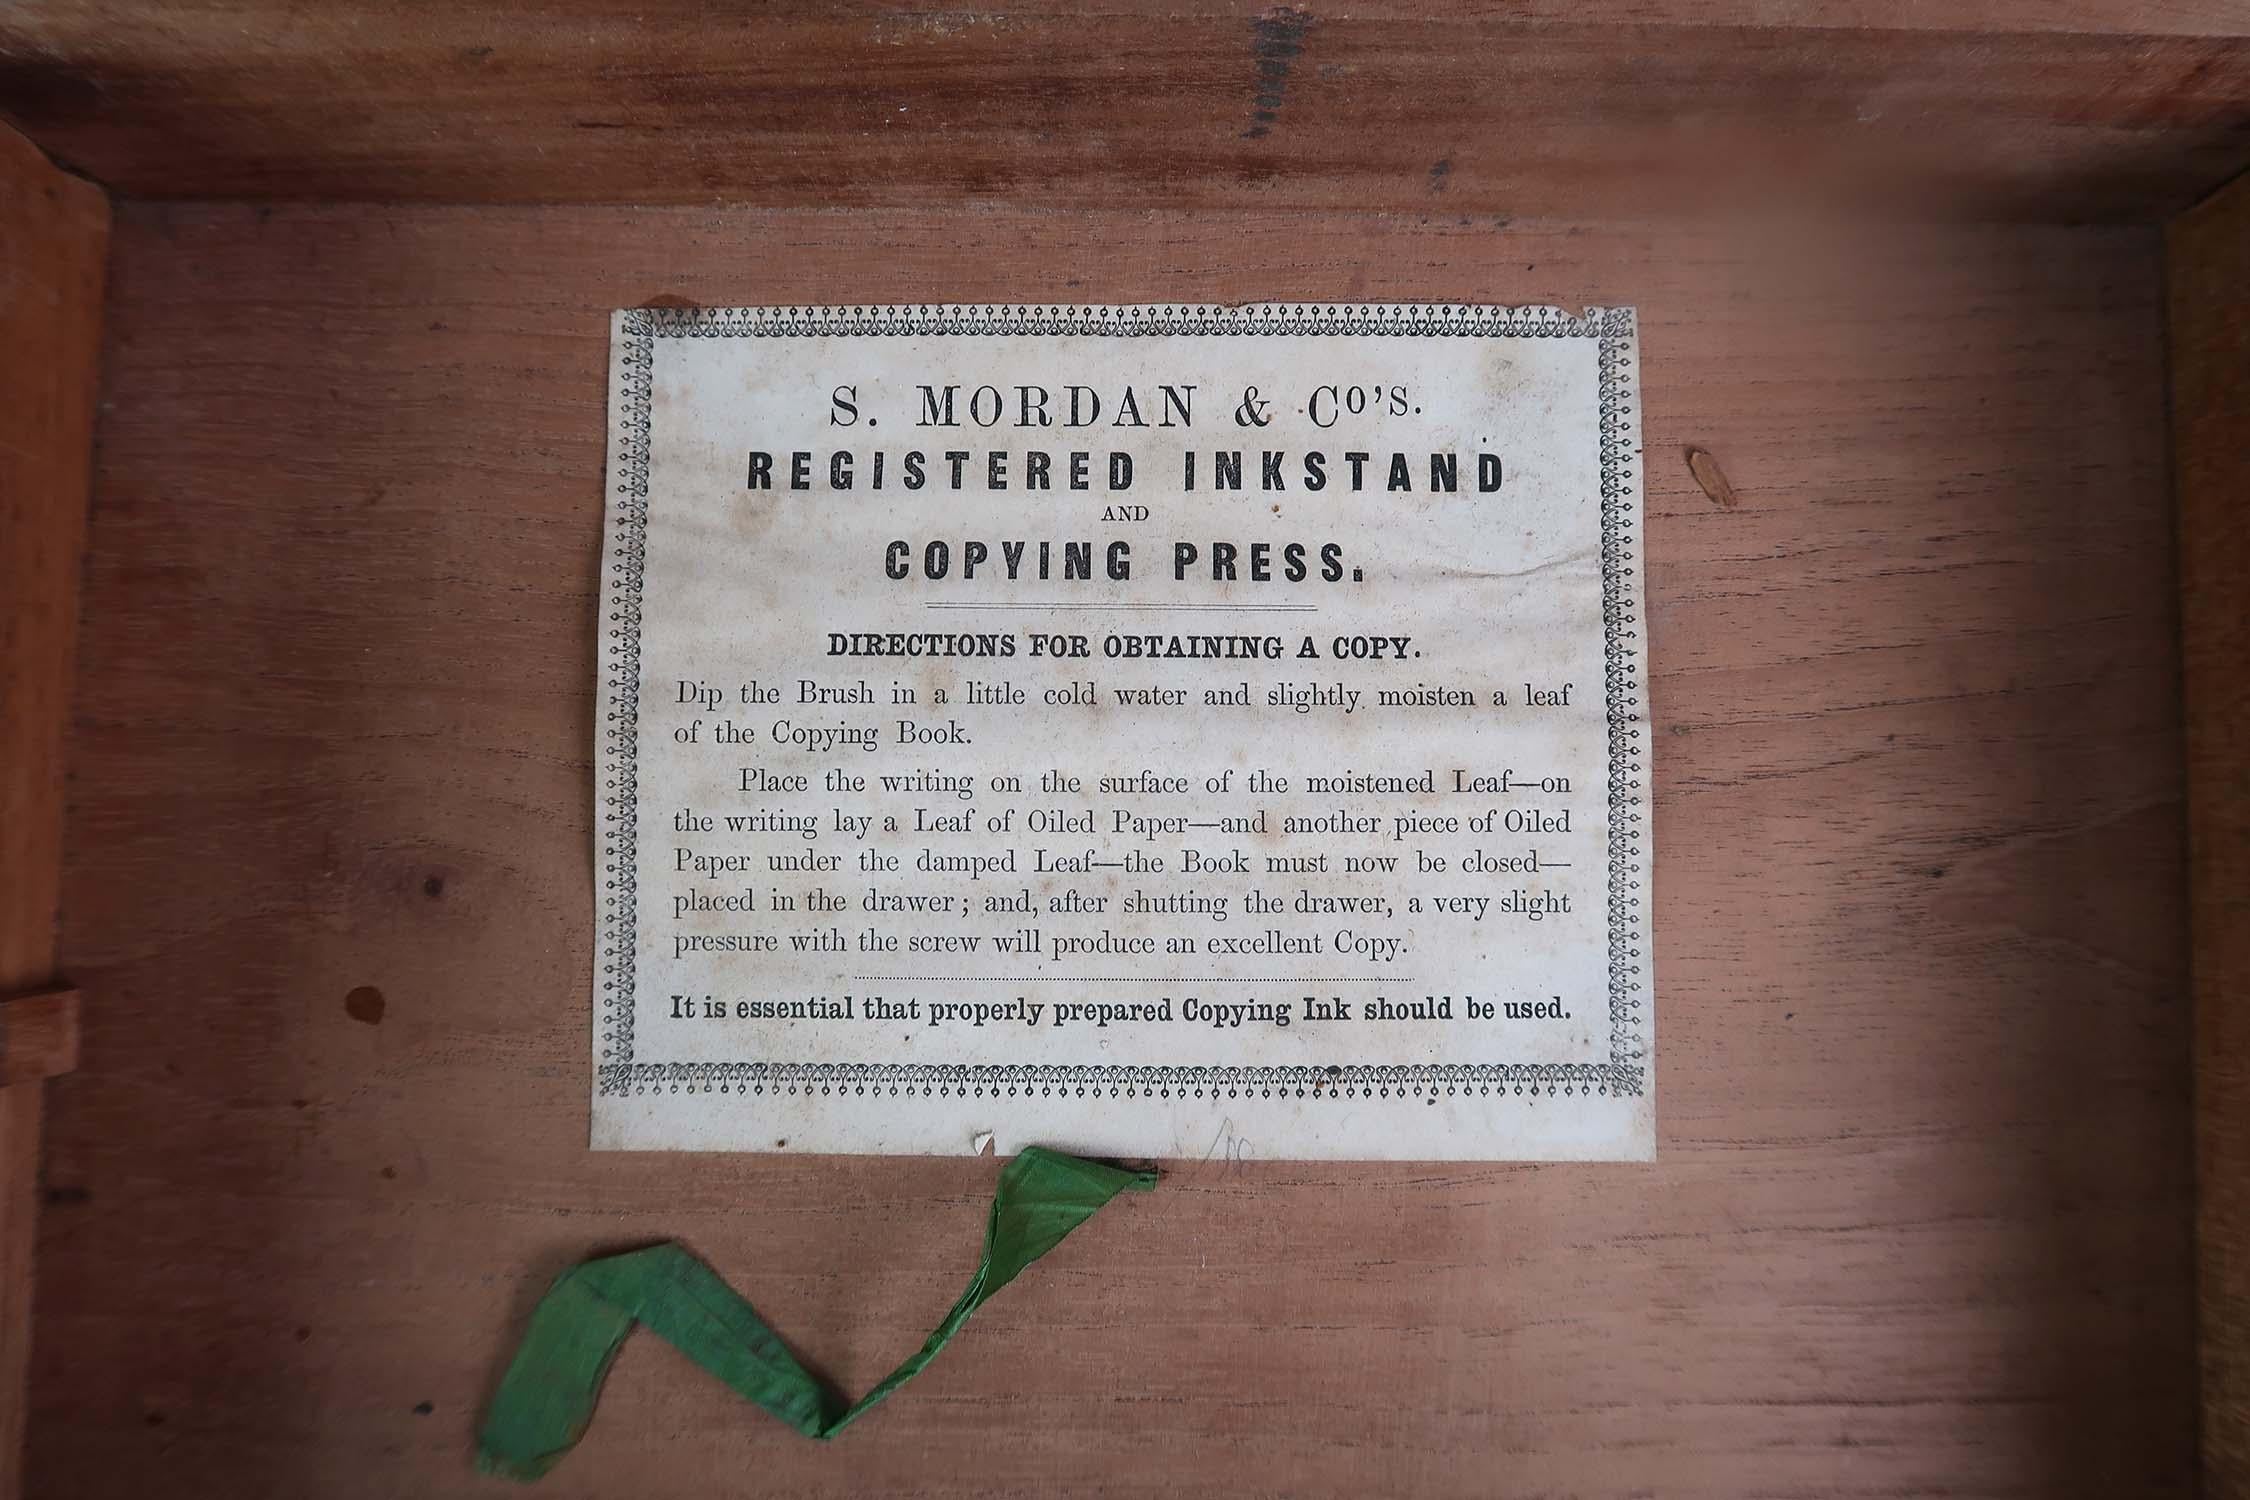 S. MORDAN & Co's.
REGISTERED INKSTAND
AND
COPYING PRESS.
DIRECTIONS FOR OBTAINING A COPY.
Dip the Brush in a little cold water and slightly moisten a leaf
of the Copying Book.
Place the writing on the surface of the moistened Leaf—on
the writing lay a Leaf of Oiled Paper—and another piece of Oiled
Paper under the damped Leaf—the Book must now be closed—
placed in the drawer; and, after shutting the drawer, a very slight
pressure with the screw will produce an excellent Copy.
It is essential that properly prepared Copying Ink should be used.